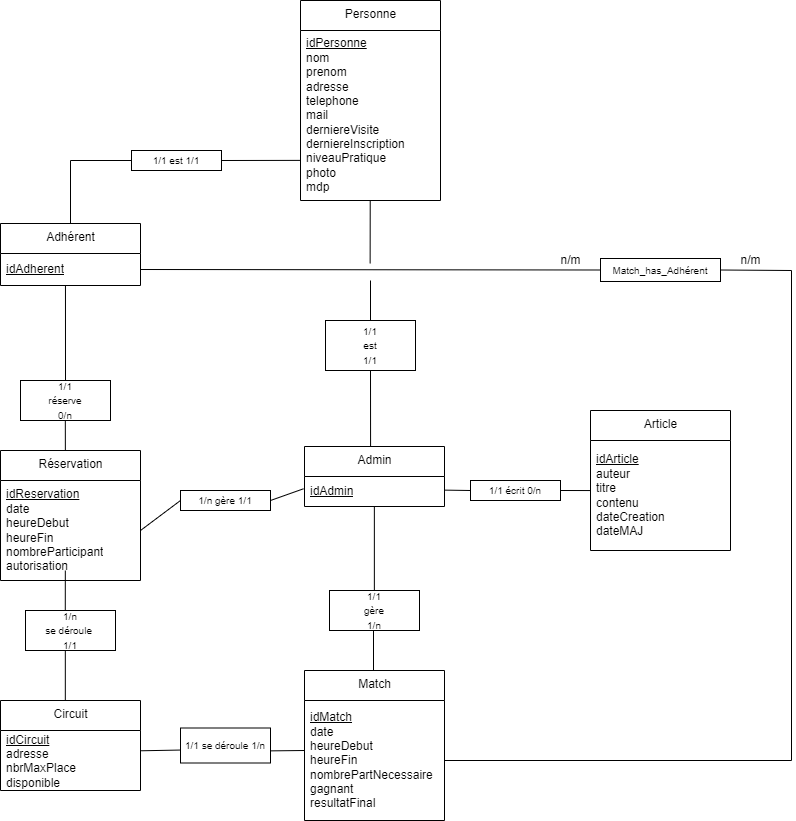 Personne
idPersonne
nom
prenom
adresse
telephone
mail
derniereVisite
derniereInscription
niveauPratique
photo
mdp
1/1 est 1/1
Adhérent
idAdherent
n/m
Match_has_Adhérent
n/m
1/1
est
1/1
1/1
réserve
0/n
Article
idArticle
auteur
titre
contenu
dateCreation
dateMAJ
Réservation
idReservation
date
heureDebut
heureFin
nombreParticipant
autorisation
1/n gère 1/1
Admin
idAdmin
1/1 écrit 0/n
1/n
se déroule
1/1
1/1
gère
1/n
Circuit
idCircuit
adresse
nbrMaxPlace
disponible
1/1 se déroule 1/n
Match
idMatch
date
heureDebut
heureFin
nombrePartNecessaire
gagnant
resultatFinal